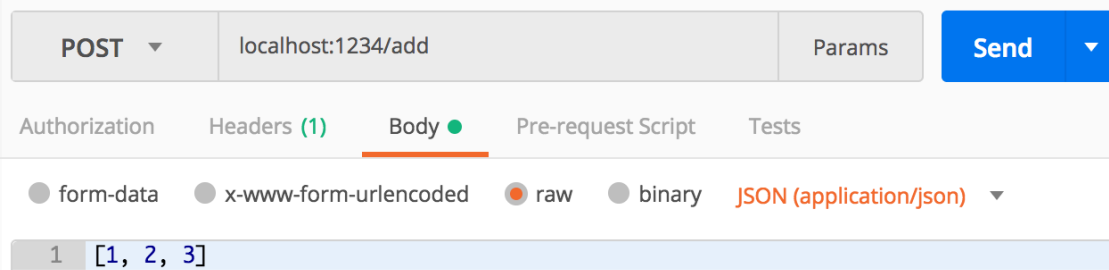 POST localhost:1234/add Params Send
Authorization Headers (1) Body Pre-request Script Tests
form-data x-www-form-urlencoded raw binary JSON (application/json)
1 [1, 2, 3]